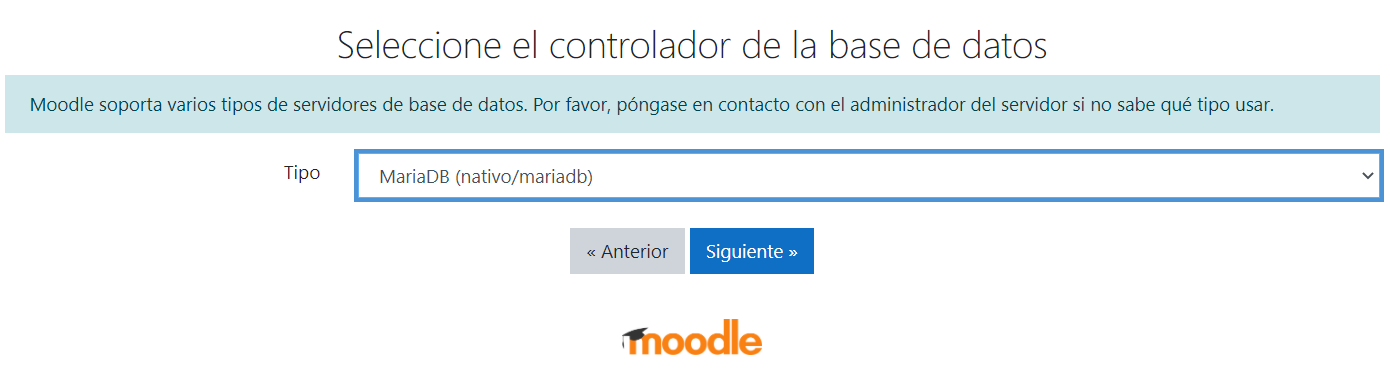 Seleccione el controlador de la base de datos
Moodle soporta varios tipos de servidores de base de datos. Por favor, póngase en contacto con el administrador del servidor si no sabe qué tipo usar.
Tipo
MariaDB (nativo/mariadb)
« Anterior
Siguiente »
moodle